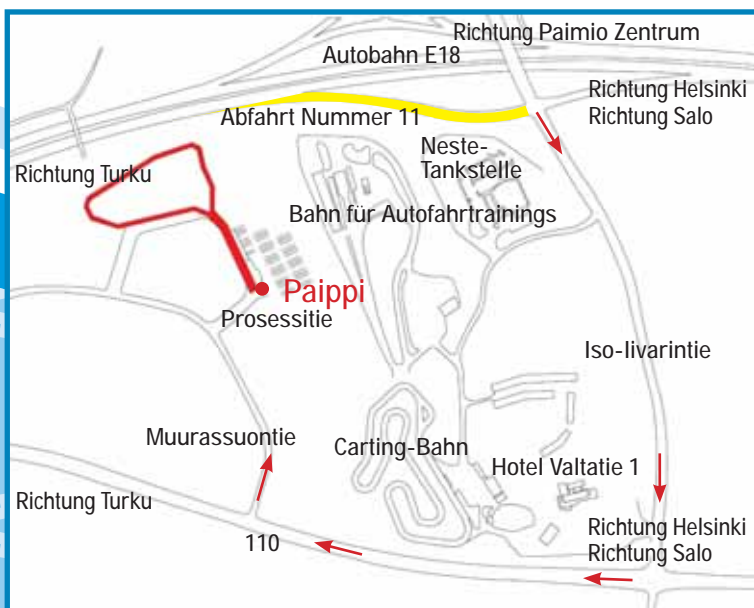 Richtung Paimio Zentrum
Autobahn E18
Richtung Helsinki
Richtung Salo
Abfahrt Nummer 11
Neste-
Tankstelle
Richtung Turku
Bahn für Autofahrtrainings
Paippi
Prosessitie
Iso-Iivarintie
Muurassuontie
Carting-Bahn
Hotel Valtatie 1
Richtung Turku
110
Richtung Helsinki
Richtung Salo